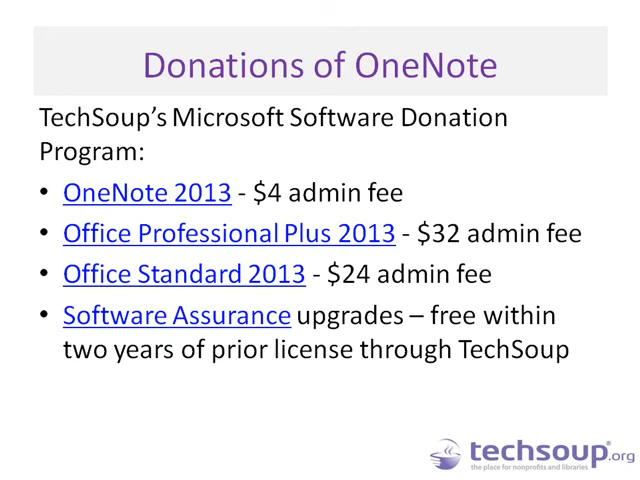 Donations of OneNote
TechSoup's Microsoft Software Donation
Program:
• OneNote 2013 - $4 admin fee
• Office Professional Plus 2013 - $32 admin fee
• Office Standard 2013 - $24 admin fee
• Software Assurance upgrades – free within
two years of prior license through TechSoup
techsoup®.org
the place for nonprofits and libraries